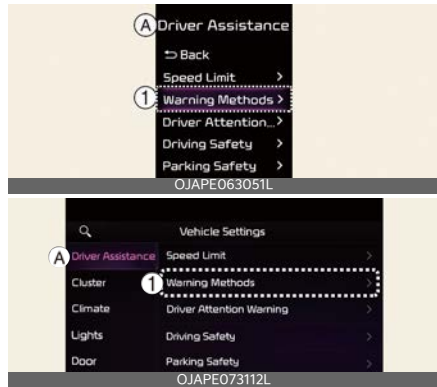 A Driver Assistance
Back
Speed Limit >
1 Warning Methods >
Driver Attention...>
Driving Safety >
Parking Safety >
OJAPE063051L
Vehicle Settings
A Driver Assistance Speed Limit >
Cluster 1 Warning Methods >
Climate Driver Attention Warning >
Lights Driving Safety >
Door Parking Safety >
OJAPE073112L